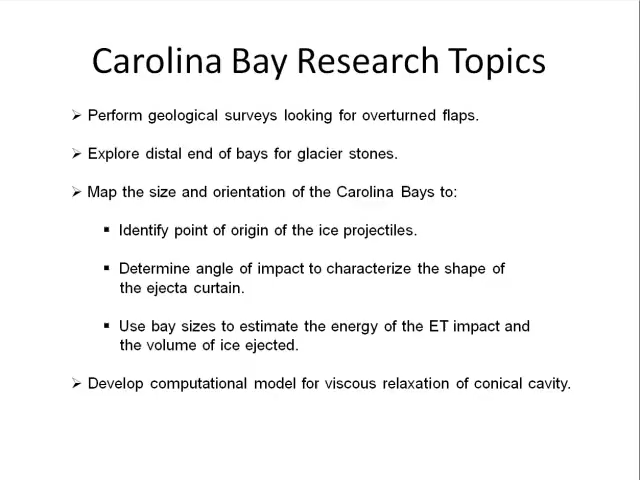 Carolina Bay Research Topics
➢ Perform geological surveys looking for overturned flaps.
➢ Explore distal end of bays for glacier stones.
➢ Map the size and orientation of the Carolina Bays to:
▪ Identify point of origin of the ice projectiles.
▪ Determine angle of impact to characterize the shape of
the ejecta curtain.
▪ Use bay sizes to estimate the energy of the ET impact and
the volume of ice ejected.
➢ Develop computational model for viscous relaxation of conical cavity.